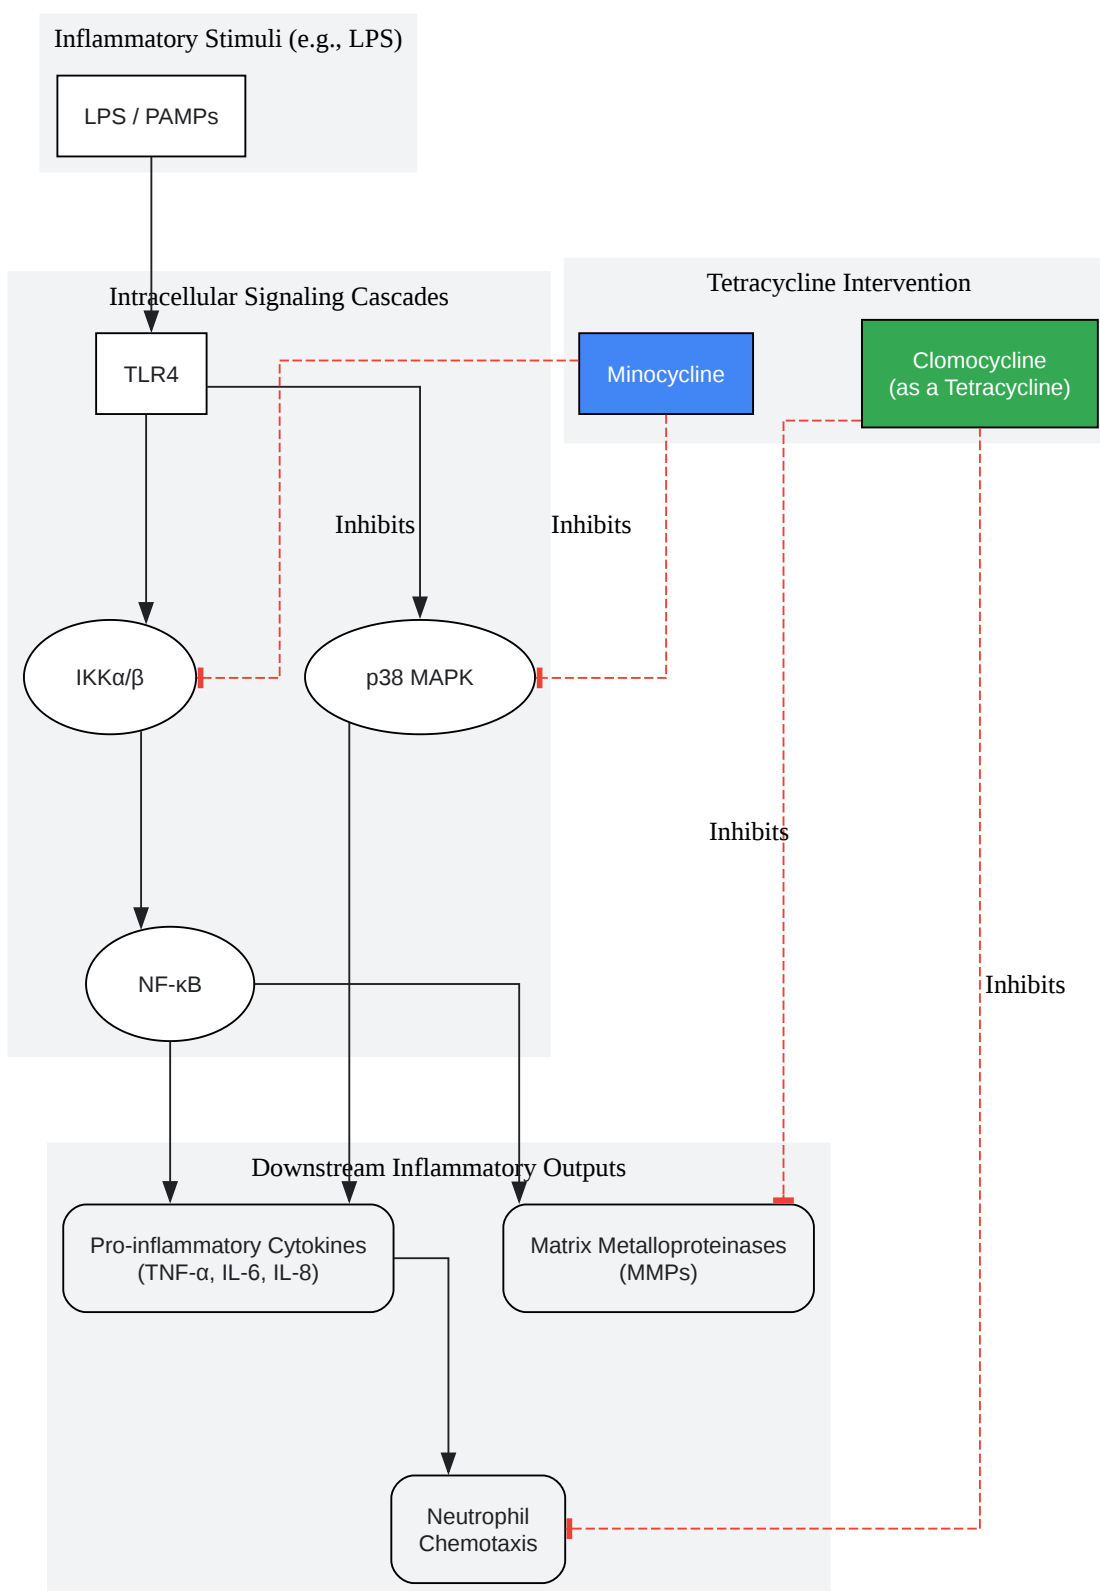 Inflammatory Stimuli (e.g., LPS)
LPS / PAMPs
Intracellular Signaling Cascades
Tetracycline Intervention
TLR4
Minocycline
Clomocycline
(as a Tetracycline)
Inhibits
Inhibits
IKKα/β
p38 MAPK
Inhibits
NF-κB
Inhibits
Downstream Inflammatory Outputs
Pro-inflammatory Cytokines
(TNF-α, IL-6, IL-8)
Matrix Metalloproteinases
(MMPs)
Neutrophil
Chemotaxis